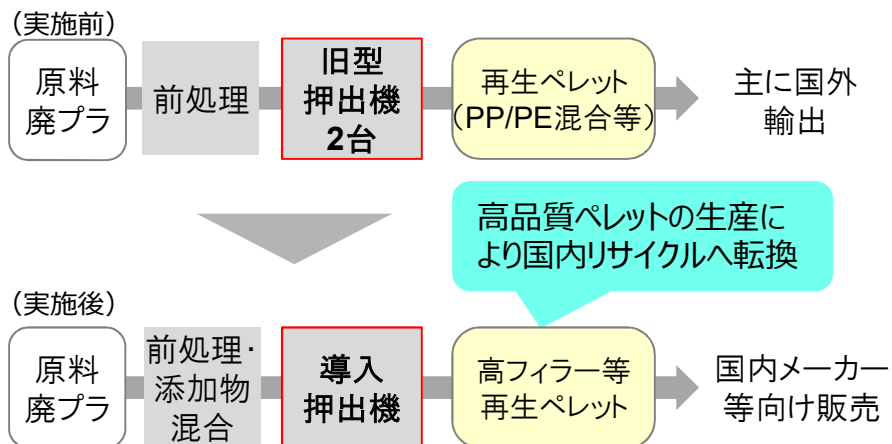 （実施前）
原料
廃プラ
前処理
旧型
押出機
2台
再生ペレット
（PP/PE混合等）
主に国外
輸出
高品質ペレットの生産に
より国内リサイクルへ転換
（実施後）
原料
廃プラ
前処理・
添加物
混合
導入
押出機
高フィラー等
再生ペレット
国内メーカー
等向け販売